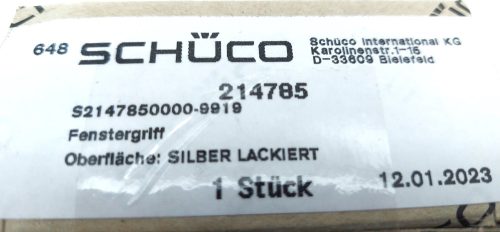 648 SCHÜCO
Schüco International KG
Karolinenstr.1-15
D-33609 Bielefeld
214785
S2147850000-9919
Fenstergriff
Oberfläche: SILBER LACKIERT
1 Stück
12.01.2023